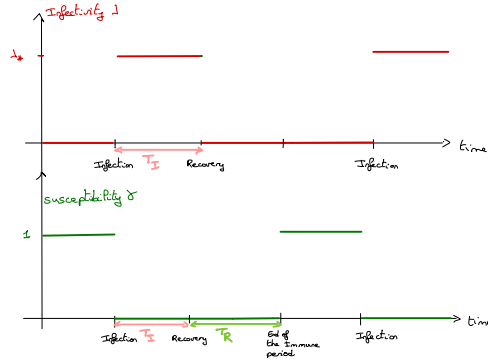 Infectivity λ
λ*
time
Infection
T_I
Recovery
Infection
susceptibility γ
1
time
Infection
T_I
Recovery
T_R
End of
the Immune
period
Infection